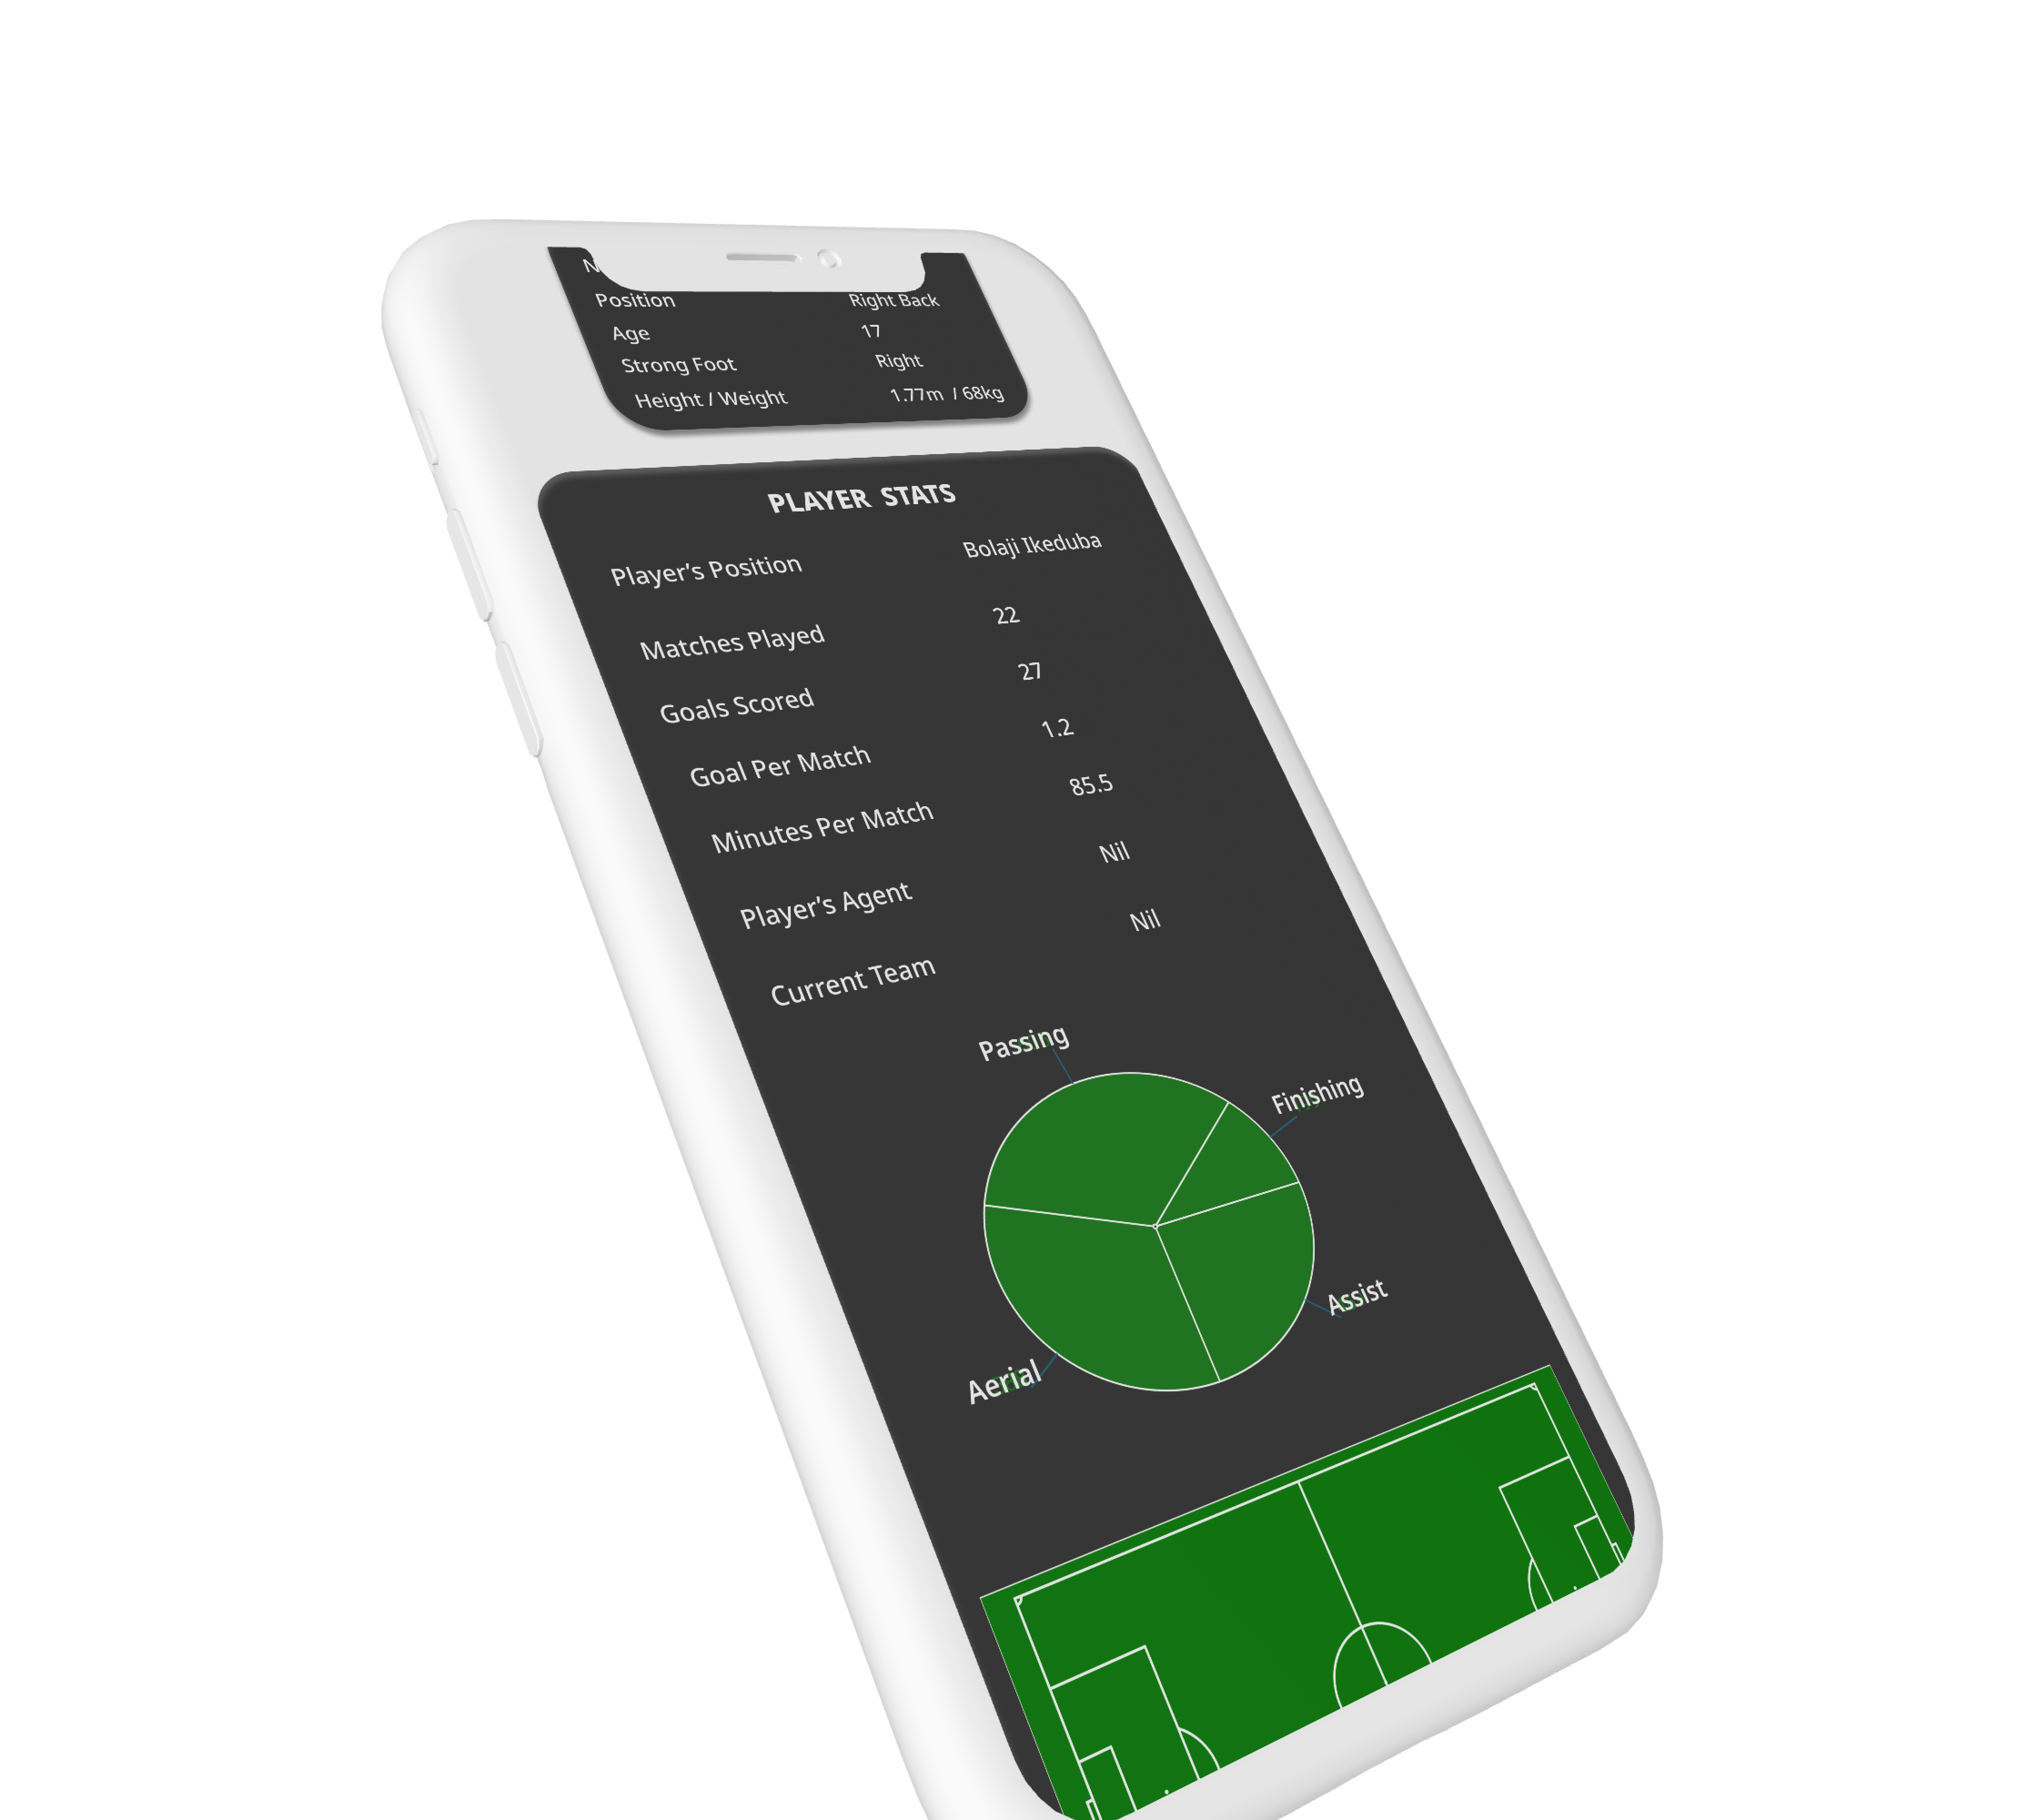 Position Right Back
Age 17
Strong Foot Right
Height / Weight 1.77m / 68kg
PLAYER STATS
Player's Position Bolaji Ikeduba
Matches Played 22
Goals Scored 27
Goal Per Match 1.2
Minutes Per Match 85.5
Player's Agent Nil
Current Team Nil
Passing
Finishing
Assist
Aerial